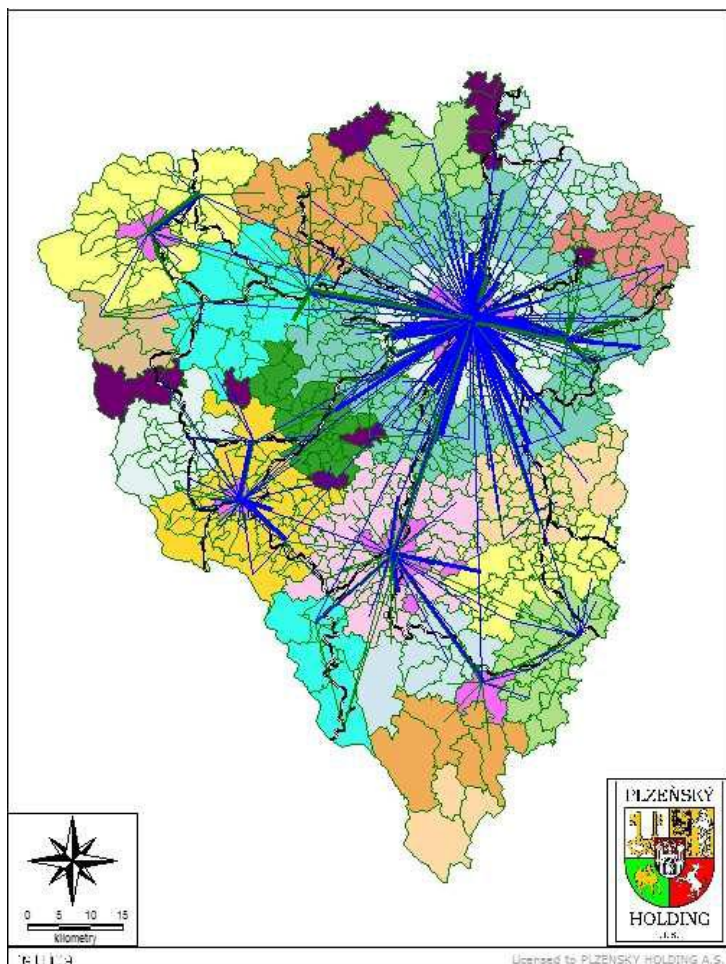 PLZEŇSKÝ
HOLDING
0 5 10 15
kilometry
Licensed to PLZENSKY HOLDING A.S.